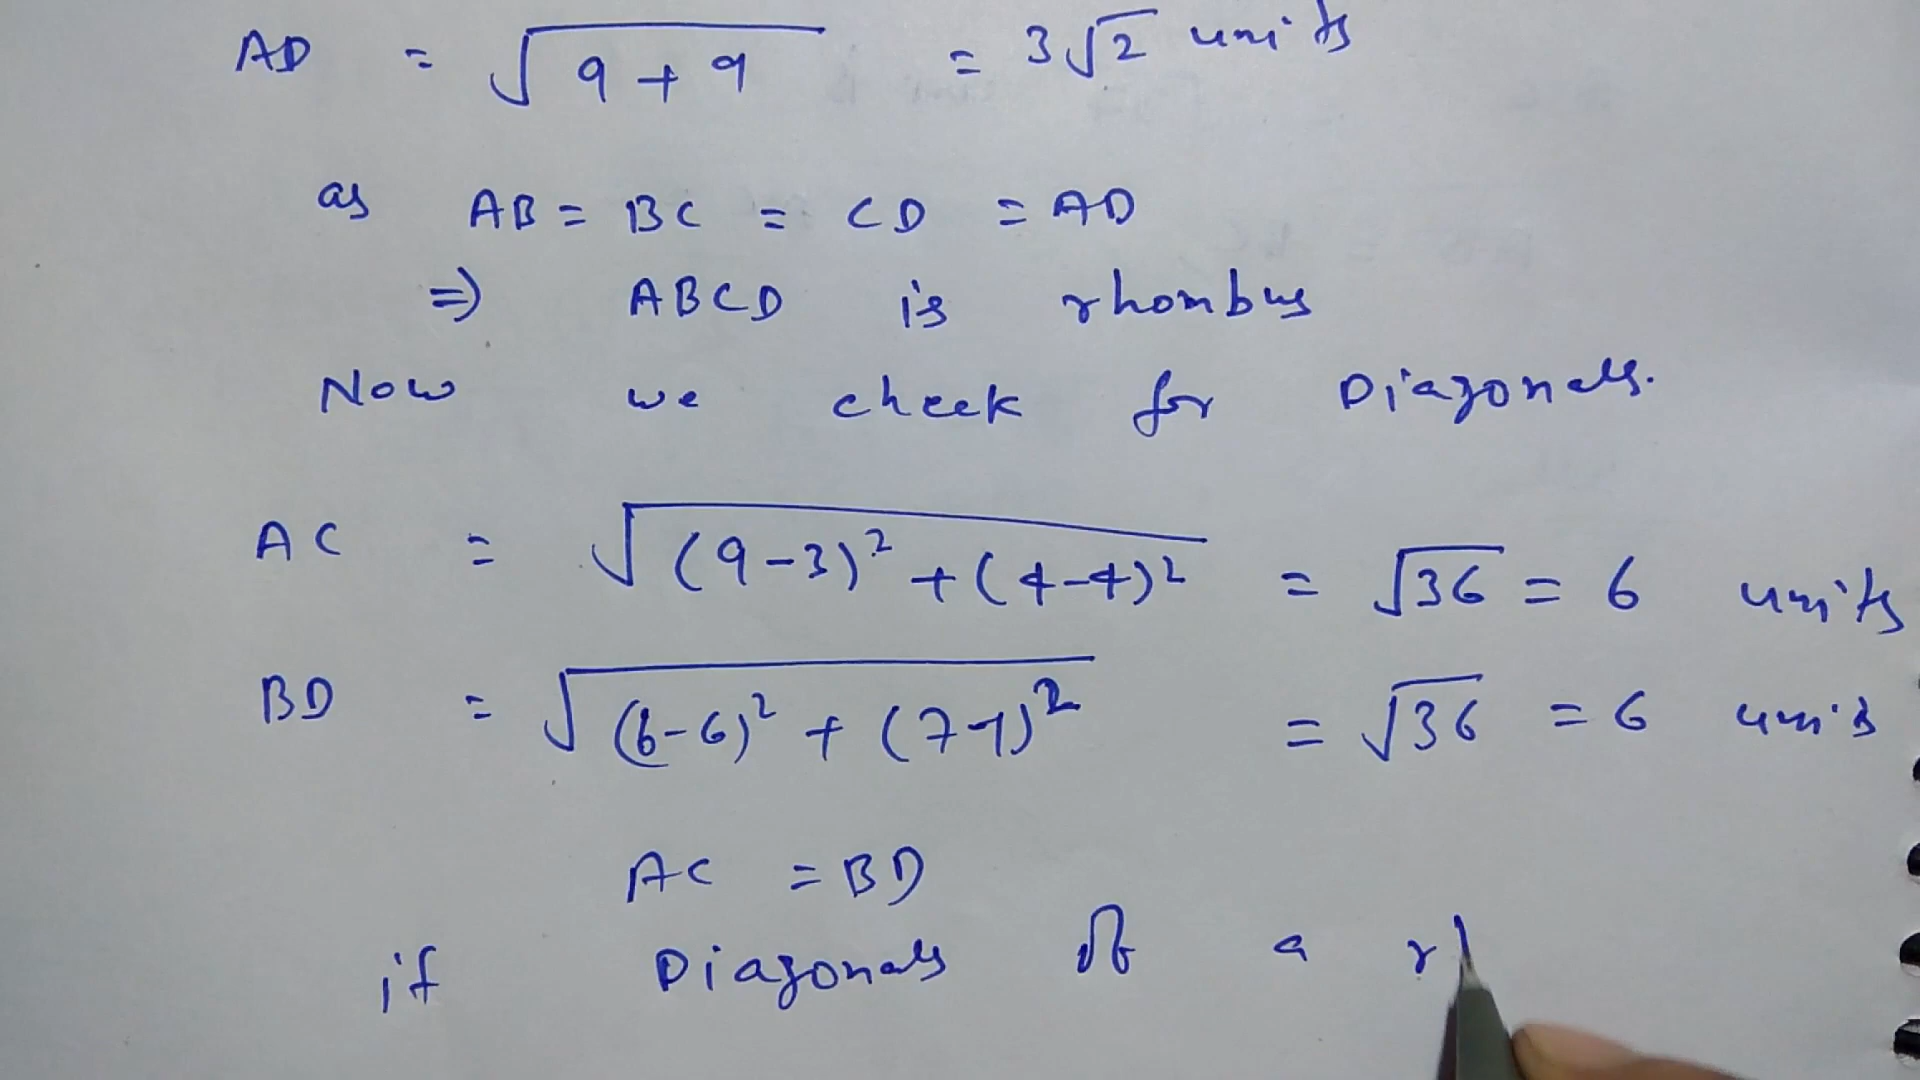 AD = √9+9 = 3√2 units
as AB = BC = CD = AD
⇒ ABCD is rhombus
Now we check for Diagonals.
AC = √(9-3)² + (4-4)² = √36 = 6 units
BD = √(6-6)² + (7-1)² = √36 = 6 units
AC = BD
if Diagonals of a rh